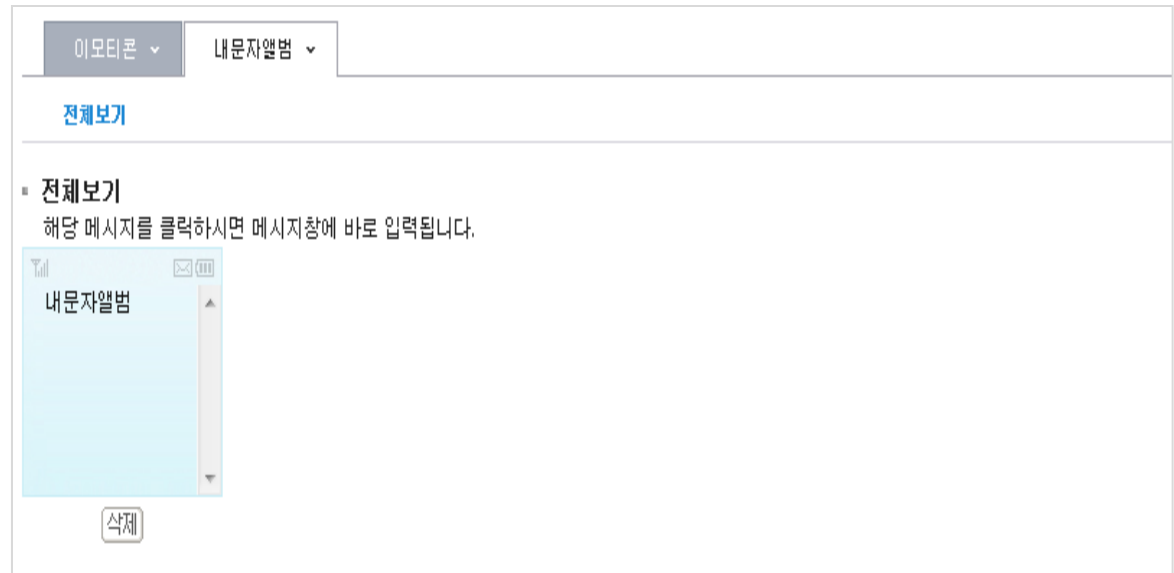 이모티콘 내문자앨범
전체보기
전체보기
해당 메시지를 클릭하시면 메시지창에 바로 입력됩니다.
내문자앨범
삭제